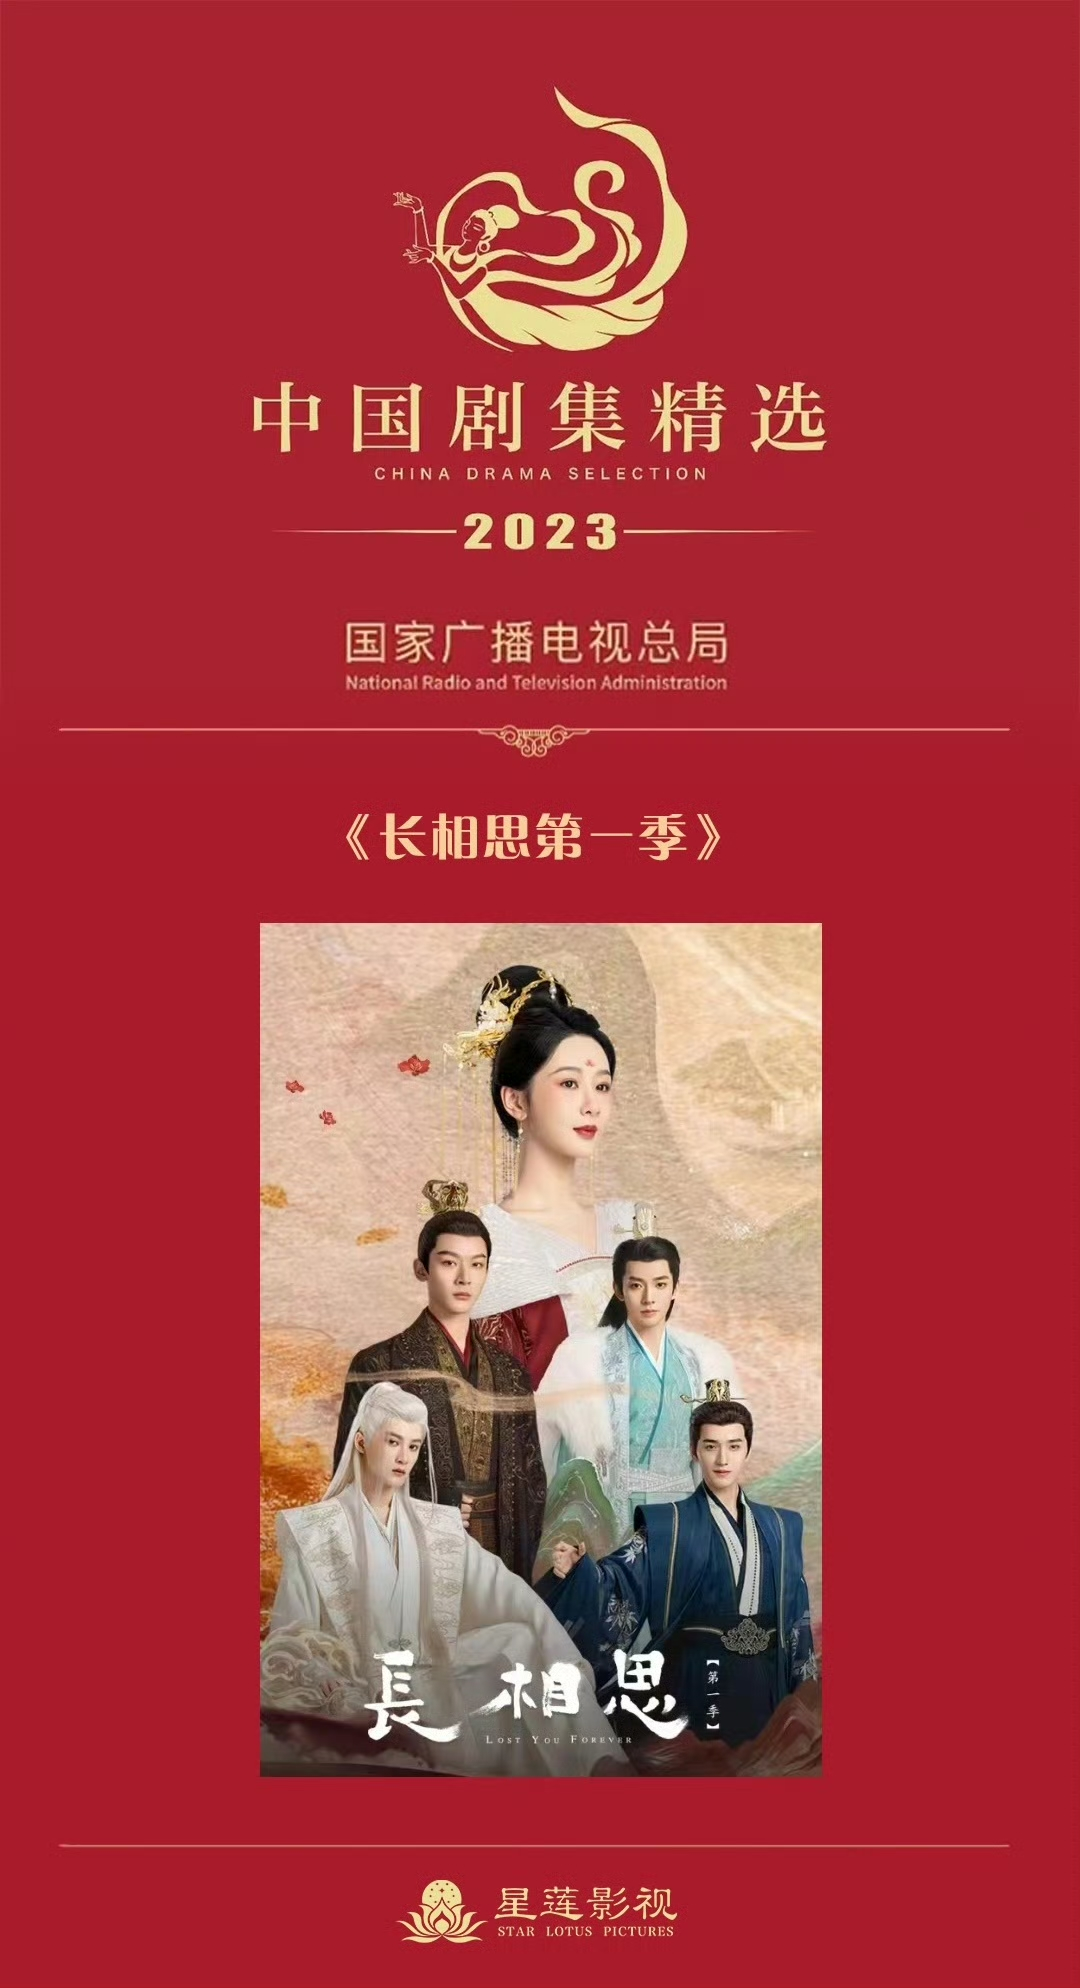 中国剧集精选
CHINA DRAMA SELECTION
2023
国家广播电视总局
National Radio and Television Administration
《长相思第一季》
長相思
【第一季】
LOST YOU FOREVER
星莲影视
STAR LOTUS PICTURES